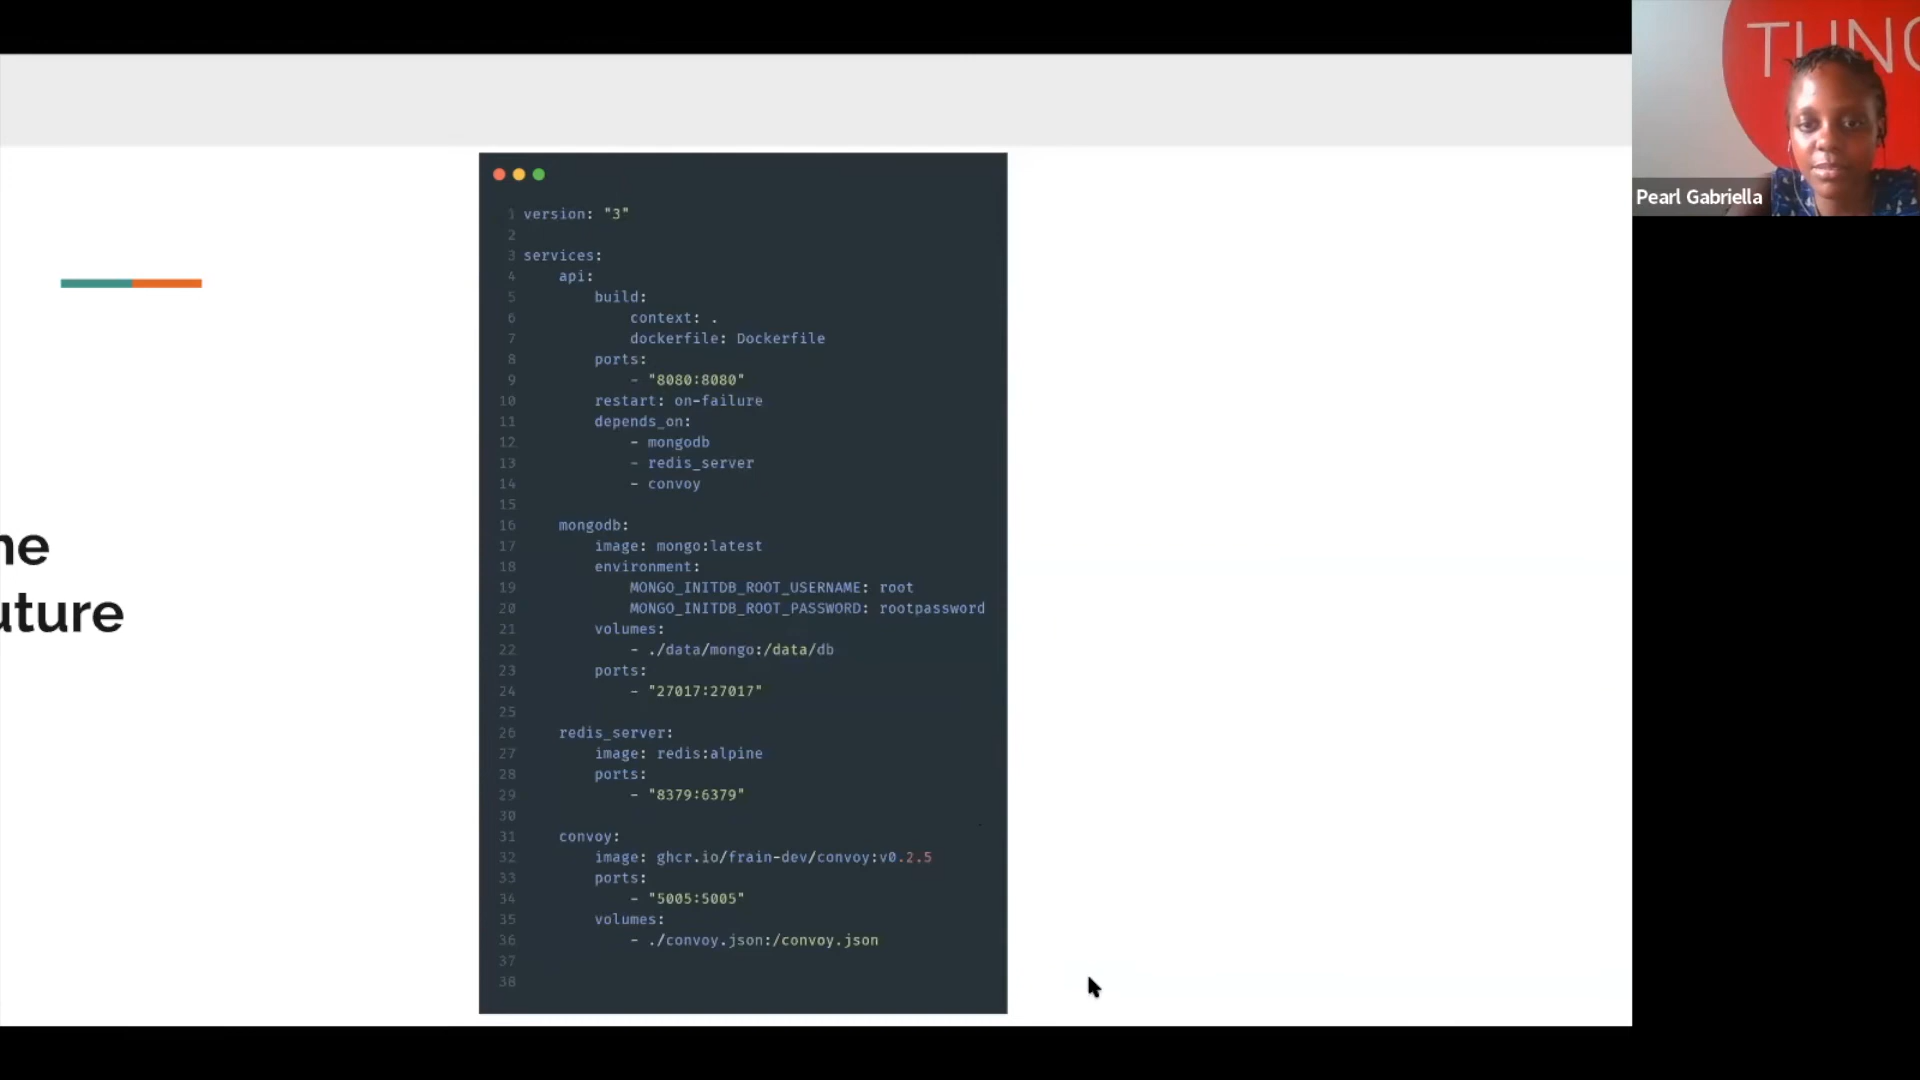 TUNG
Pearl Gabriella
ne
uture
1 version: "3"
2
3 services:
4 api:
5 build:
6 context: .
7 dockerfile: Dockerfile
8 ports:
9 - "8080:8080"
10 restart: on-failure
11 depends_on:
12 - mongodb
13 - redis_server
14 - convoy
15
16 mongodb:
17 image: mongo:latest
18 environment:
19 MONGO_INITDB_ROOT_USERNAME: root
20 MONGO_INITDB_ROOT_PASSWORD: rootpassword
21 volumes:
22 - ./data/mongo:/data/db
23 ports:
24 - "27017:27017"
25
26 redis_server:
27 image: redis:alpine
28 ports:
29 - "8379:6379"
30
31 convoy:
32 image: ghcr.io/frain-dev/convoy:v0.2.5
33 ports:
34 - "5005:5005"
35 volumes:
36 - ./convoy.json:/convoy.json
37
38